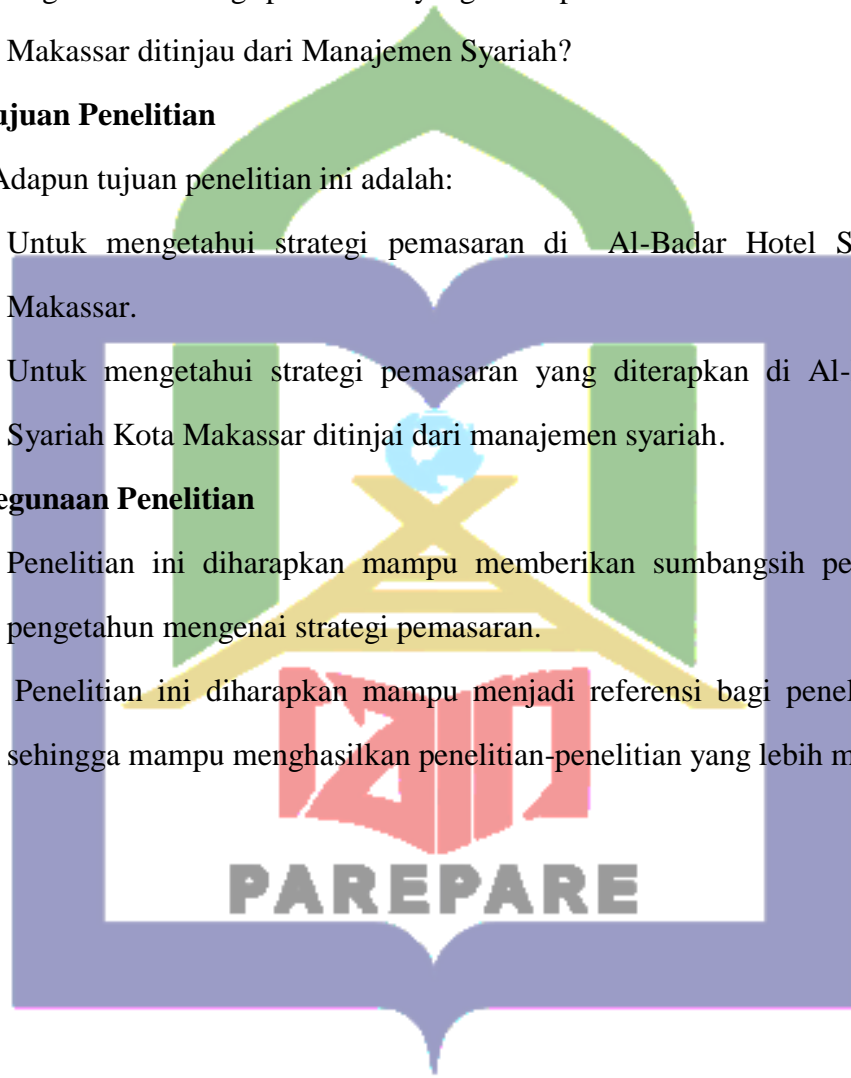 Makassar ditinjau dari Manajemen Syariah?
ujuan Penelitian
Adapun tujuan penelitian ini adalah:
Untuk mengetahui strategi pemasaran di Al-Badar Hotel S
Makassar.
Untuk mengetahui strategi pemasaran yang diterapkan di Al-
Syariah Kota Makassar ditinjai dari manajemen syariah.
egunaan Penelitian
Penelitian ini diharapkan mampu memberikan sumbangsih pe
pengetahun mengenai strategi pemasaran.
Penelitian ini diharapkan mampu menjadi referensi bagi penel
sehingga mampu menghasilkan penelitian-penelitian yang lebih m
iain
PAREPARE